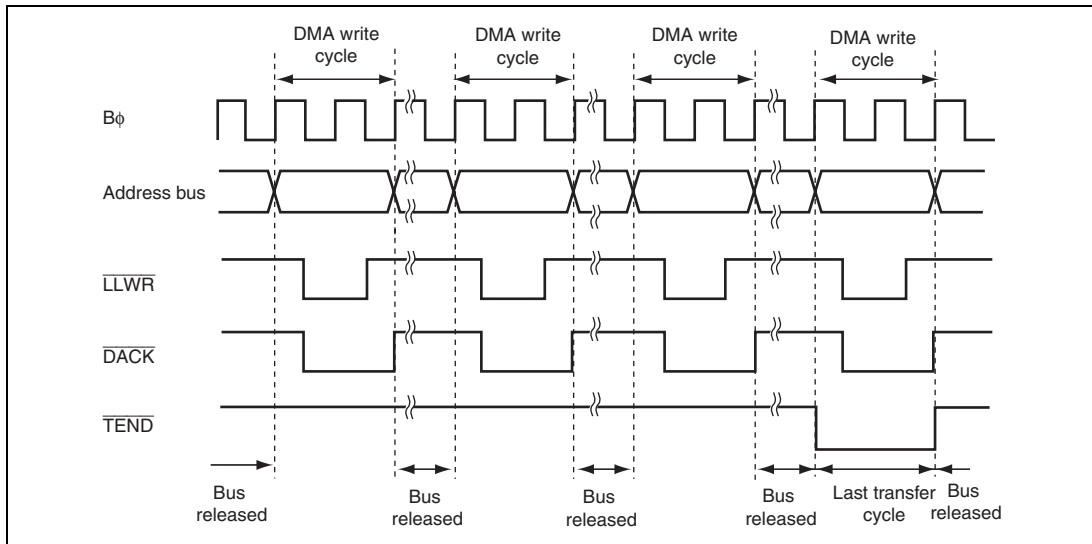 DMA write
cycle
DMA write
cycle
DMA write
cycle
DMA write
cycle
Bϕ
Address bus
LLWR
DACK
TEND
Bus
released
Bus
released
Bus
released
Bus
released
Last transfer
cycle
Bus
released